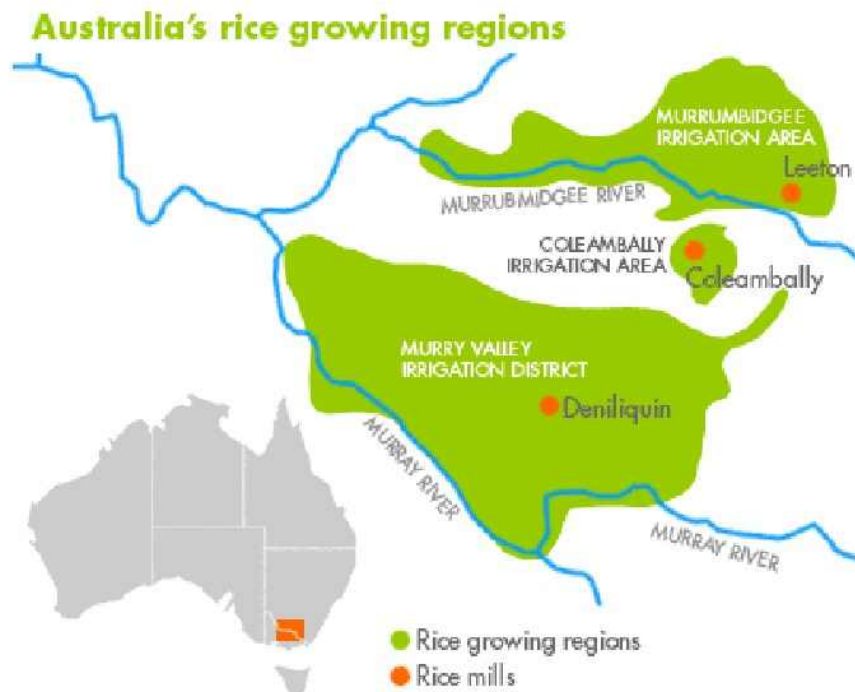 Australia's rice growing regions
MURRUMBIDGEE
IRRIGATION AREA
Leeton
MURRUBMIDGEE RIVER
COLEAMBALLY
IRRIGATION AREA
Coleambally
MURRY VALLEY
IRRIGATION DISTRICT
Deniliquin
MURRAY RIVER
MURRAY RIVER
Rice growing regions
Rice mills